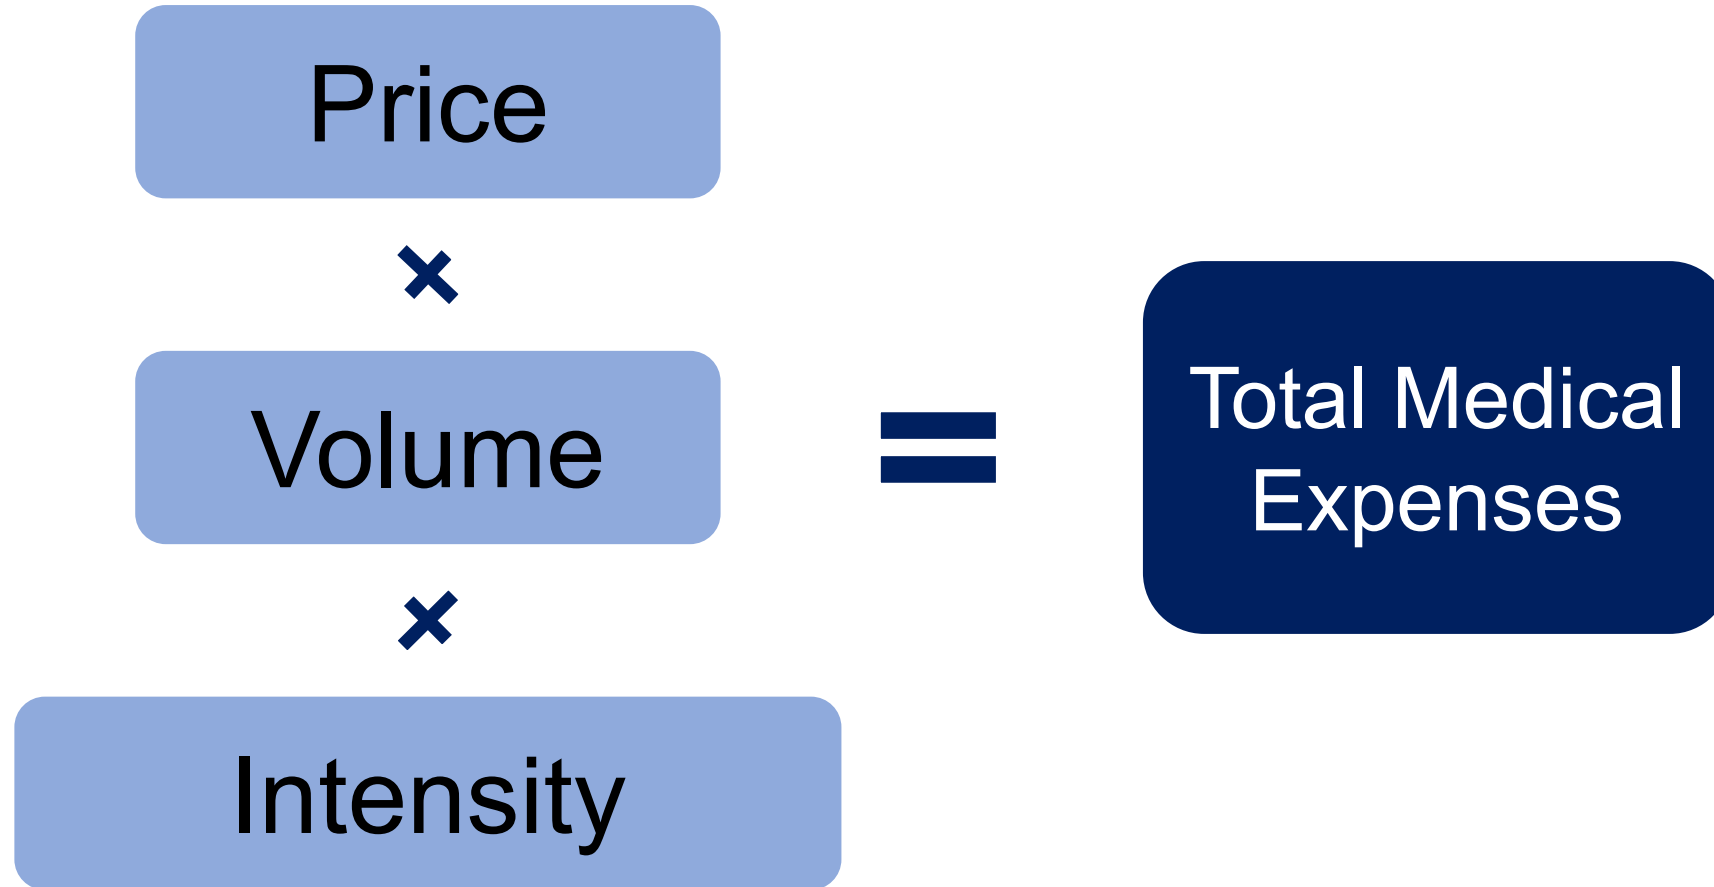 Price
×
Volume
×
Intensity
=
Total Medical
Expenses